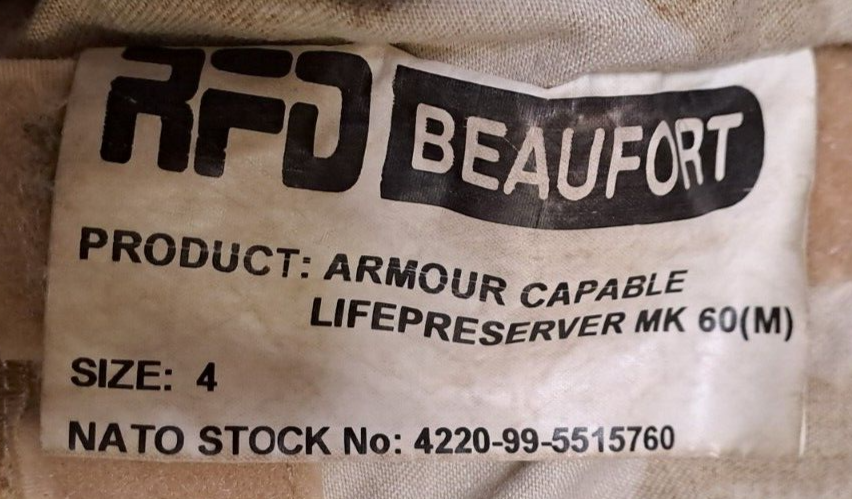 RFD BEAUFORT
PRODUCT: ARMOUR CAPABLE
LIFEPRESERVER MK 60(M)
SIZE: 4
NATO STOCK No: 4220-99-5515760